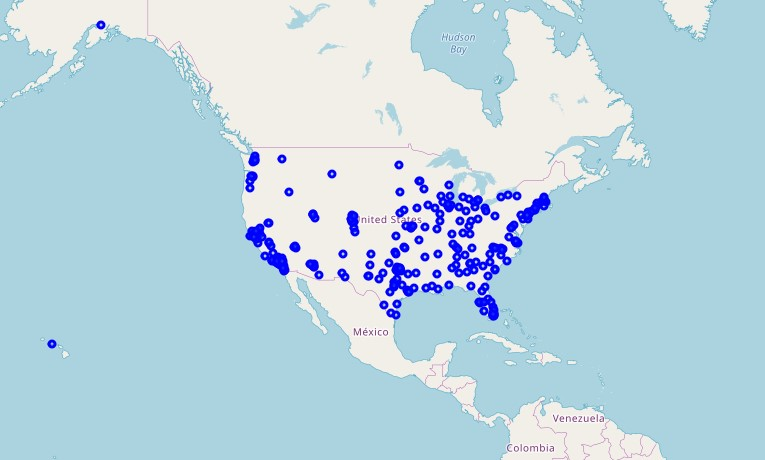 Hudson
Bay
United States
México
Venezuela
Colombia